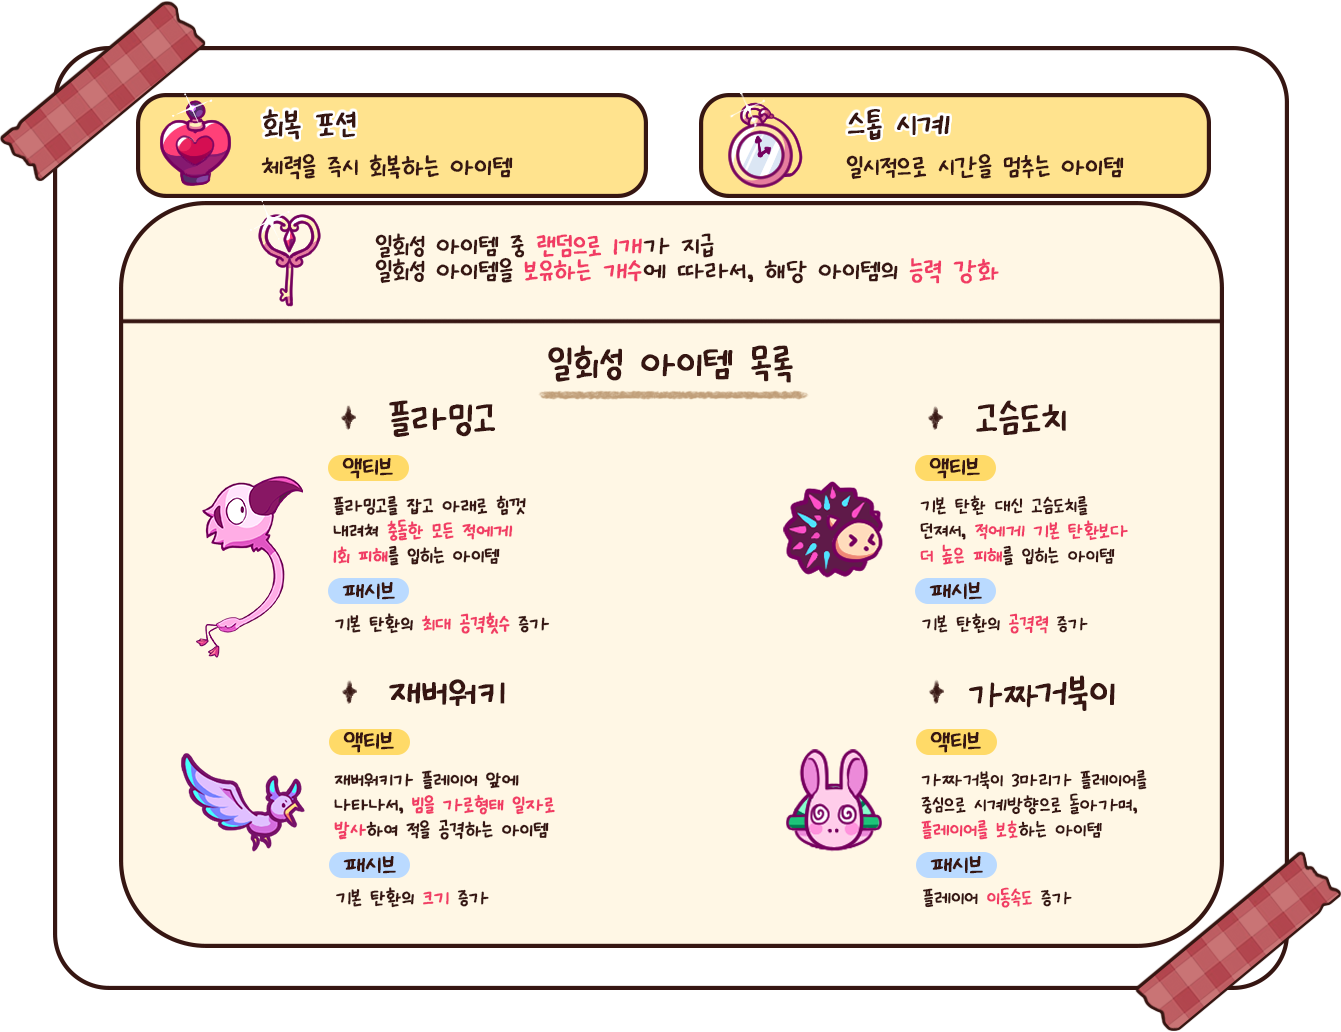 회복 포션
체력을 즉시 회복하는 아이템
스톱 시계
일시적으로 시간을 멈추는 아이템
일회성 아이템 중 랜덤으로 1개가 지급
일회성 아이템을 보유하는 개수에 따라서, 해당 아이템의 능력 강화
일회성 아이템 목록
플라밍고
액티브
플라밍고를 잡고 아래로 힘껏
내려쳐 충돌한 모든 적에게
1회 피해를 입히는 아이템
패시브
기본 탄환의 최대 공격횟수 증가
고슴도치
액티브
기본 탄환 대신 고슴도치를
던져서, 적에게 기본 탄환보다
더 높은 피해를 입히는 아이템
패시브
기본 탄환의 공격력 증가
재버워키
액티브
재버워키가 플레이어 앞에
나타나서, 빔을 가로형태 일자로
발사하여 적을 공격하는 아이템
패시브
기본 탄환의 크기 증가
가짜거북이
액티브
가짜거북이 3마리가 플레이어를
중심으로 시계방향으로 돌아가며,
플레이어를 보호하는 아이템
패시브
플레이어 이동속도 증가